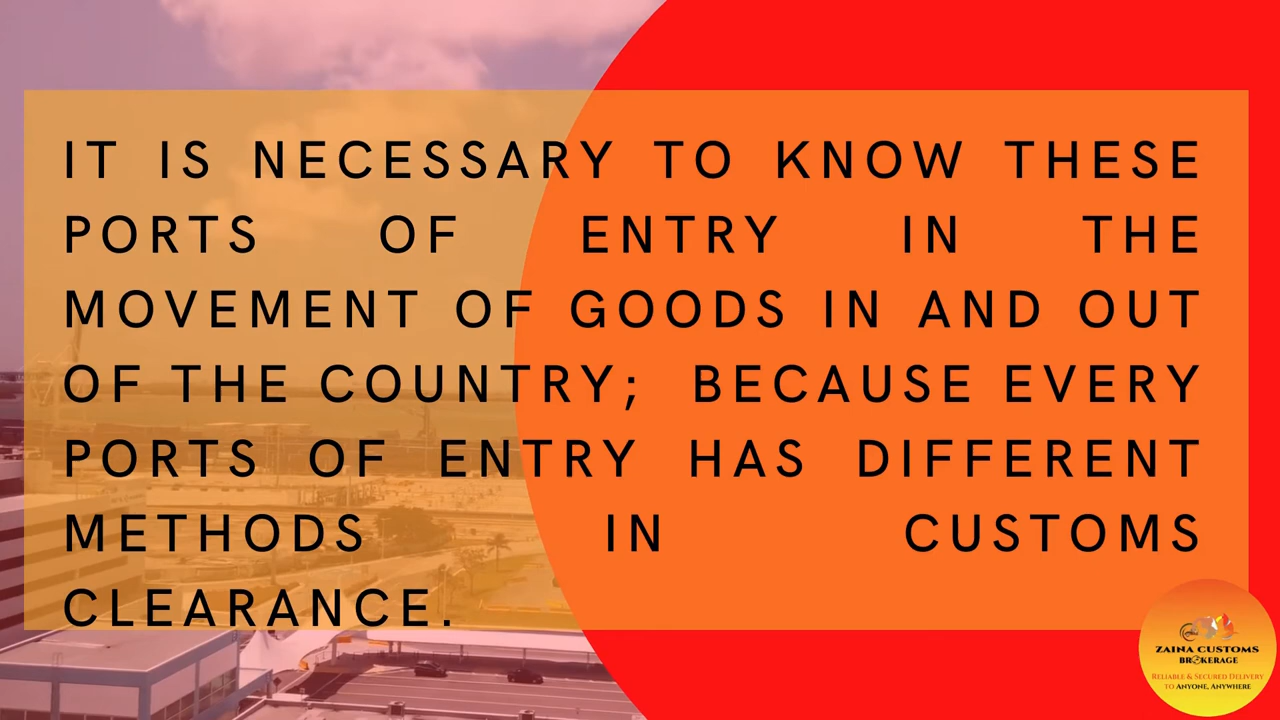 IT IS NECESSARY TO KNOW THESE
PORTS OF ENTRY IN THE
MOVEMENT OF GOODS IN AND OUT
OF THE COUNTRY; BECAUSE EVERY
PORTS OF ENTRY HAS DIFFERENT
METHODS IN CUSTOMS
CLEARANCE.
ZAINA CUSTOMS
BROKERAGE
RELIABLE & SECURED DELIVERY
TO ANYONE, ANYWHERE